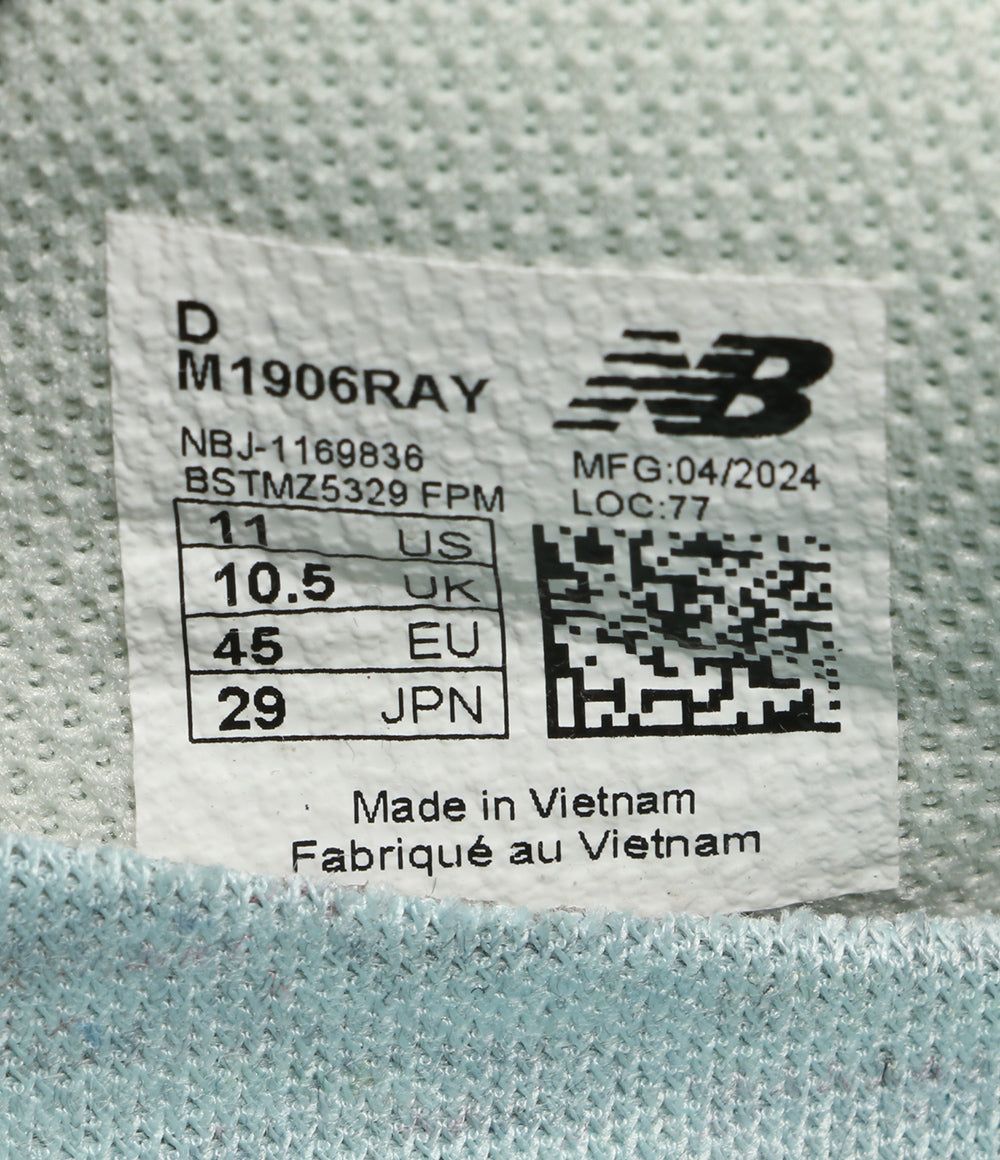 D
M1906RAY
NB
NBJ-1169836
BSTMZ5329 FPM
MFG:04/2024
LOC:77
11 US
10.5 UK
45 EU
29 JPN
Made in Vietnam
Fabriqué au Vietnam